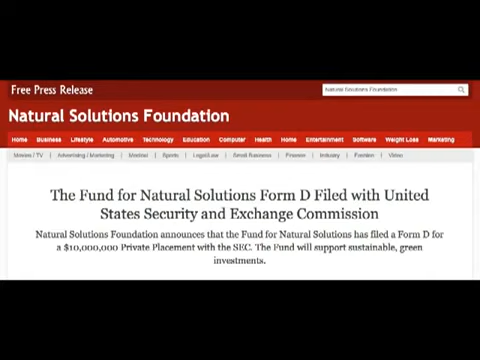 Free Press Release
Natural Solutions Foundation
Natural Solutions Foundation
Home Business Lifestyle Automotive Technology Education Computer Health Home Entertainment Software Weight Loss Marketing
Movies / TV | Advertising / Marketing | Medical | Sports | Legal/Law | Small Business | Finance | Industry | Fashion | Video
The Fund for Natural Solutions Form D Filed with United
States Security and Exchange Commission
Natural Solutions Foundation announces that the Fund for Natural Solutions has filed a Form D for
a $10,000,000 Private Placement with the SEC. The Fund will support sustainable, green
investments.